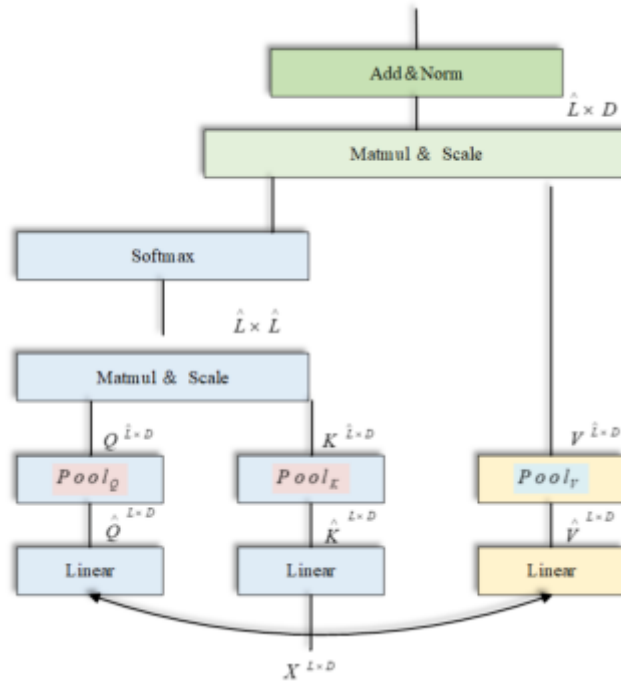 Add&Norm
L̂ × D
Matmul & Scale
Softmax
L̂ × L̂
Matmul & Scale
Q L̂×D K L̂×D V L̂×D
Pool_Q Pool_K Pool_V
Q̂ L×D K̂ L×D V̂ L×D
Linear Linear Linear
X L×D